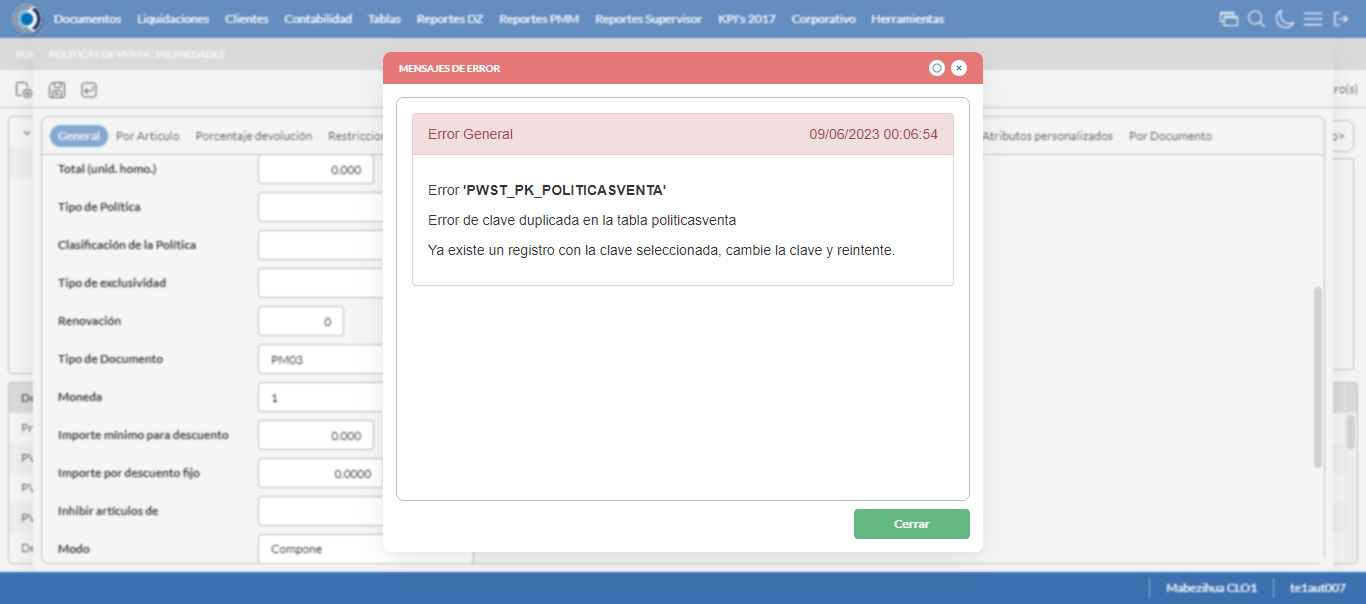 Documentos Liquidaciones Clientes Contabilidad Tablas Reportes DZ Reportes PMM Reportes Supervisor KPI's 2017 Corporativo Herramientas
POLÍTICAS DE VENTA : PROPIEDADES
MENSAJES DE ERROR
ro(s)
General Por Artículo Porcentaje devolución Atributos personalizados Por Documento
Error General 09/06/2023 00:06:54
Total (unid. homo.) 0.000
Error 'PWST_PK_POLITICASVENTA'
Tipo de Política
Error de clave duplicada en la tabla politicasventa
Clasificación de la Política
Ya existe un registro con la clave seleccionada, cambie la clave y reintente.
Tipo de exclusividad
Renovación 0
Tipo de Documento PM03
Moneda 1
Importe mínimo para descuento 0.000
Importe por descuento fijo 0.0000
Inhibir artículos de
Cerrar
Modo Compone
Mabezihua CLO1 te1aut007